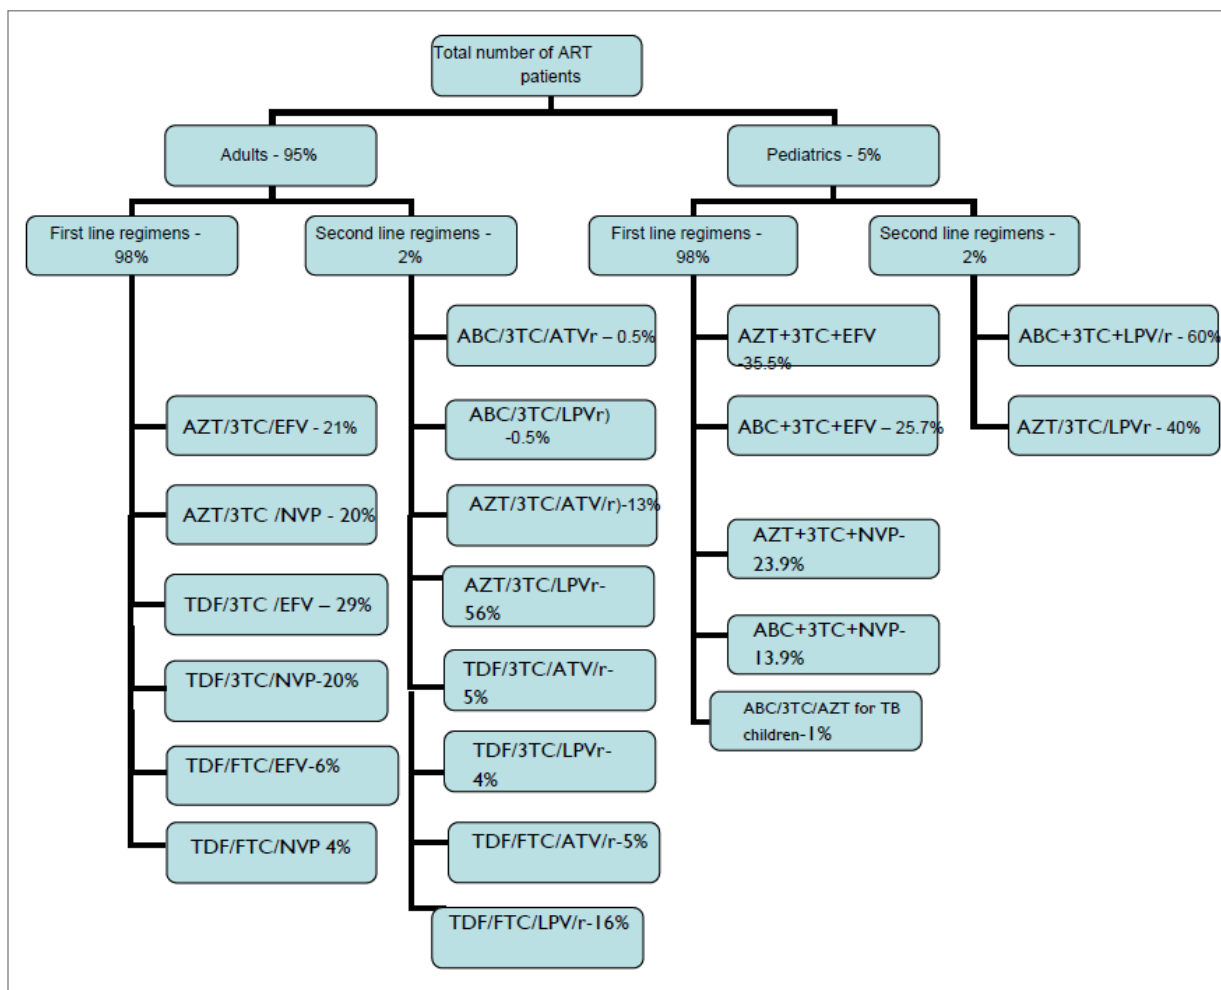 Total number of ART
patients
Adults - 95%
Pediatrics - 5%
First line regimens -
98%
Second line regimens -
2%
First line regimens -
98%
Second line regimens -
2%
AZT/3TC/EFV - 21%
AZT/3TC /NVP - 20%
TDF/3TC /EFV – 29%
TDF/3TC/NVP-20%
TDF/FTC/EFV-6%
TDF/FTC/NVP 4%
ABC/3TC/ATVr – 0.5%
ABC/3TC/LPVr)
-0.5%
AZT/3TC/ATV/r)-13%
AZT/3TC/LPVr-
56%
TDF/3TC/ATV/r-
5%
TDF/3TC/LPVr-
4%
TDF/FTC/ATV/r-5%
TDF/FTC/LPV/r-16%
AZT+3TC+EFV
-35.5%
ABC+3TC+EFV – 25.7%
AZT+3TC+NVP-
23.9%
ABC+3TC+NVP-
13.9%
ABC/3TC/AZT for TB
children-1%
ABC+3TC+LPV/r - 60%
AZT/3TC/LPVr - 40%